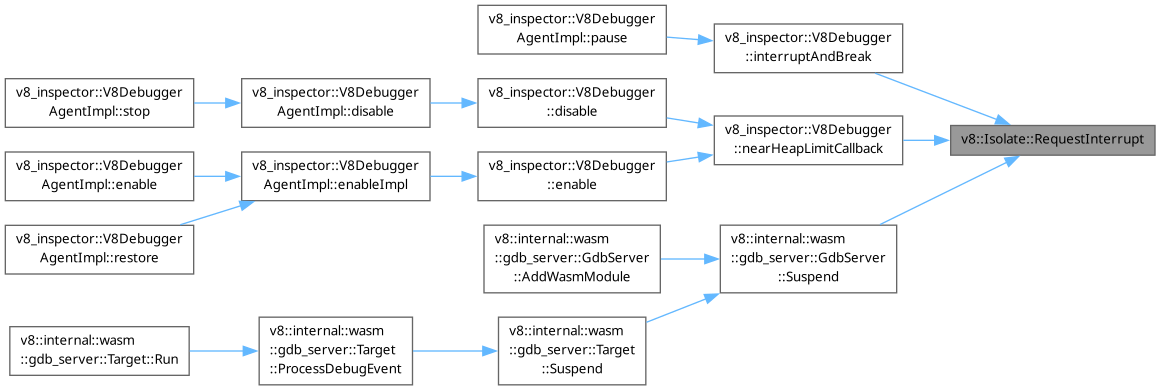 v8_inspector::V8Debugger
AgentImpl::pause
v8_inspector::V8Debugger
::interruptAndBreak
v8_inspector::V8Debugger
AgentImpl::stop
v8_inspector::V8Debugger
AgentImpl::disable
v8_inspector::V8Debugger
::disable
v8_inspector::V8Debugger
::nearHeapLimitCallback
v8::Isolate::RequestInterrupt
v8_inspector::V8Debugger
AgentImpl::enable
v8_inspector::V8Debugger
AgentImpl::enableImpl
v8_inspector::V8Debugger
::enable
v8_inspector::V8Debugger
AgentImpl::restore
v8::internal::wasm
::gdb_server::GdbServer
::AddWasmModule
v8::internal::wasm
::gdb_server::GdbServer
::Suspend
v8::internal::wasm
::gdb_server::Target::Run
v8::internal::wasm
::gdb_server::Target
::ProcessDebugEvent
v8::internal::wasm
::gdb_server::Target
::Suspend